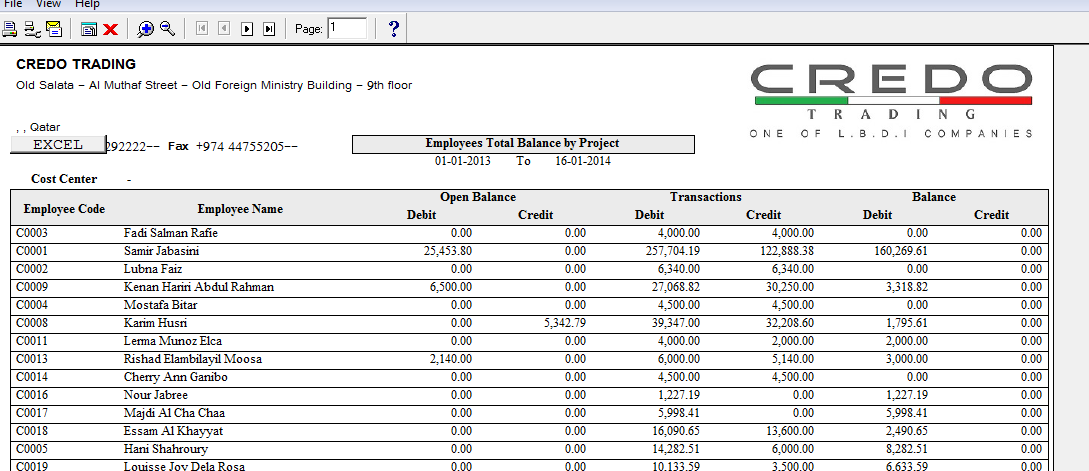 File View Help
Page: 1 ?
CREDO TRADING
Old Salata – Al Muthaf Street – Old Foreign Ministry Building – 9th floor
CREDO
TRADING
ONE OF L.B.D.I COMPANIES
, , Qatar
EXCEL 292222-- Fax +974 44755205--
Employees Total Balance by Project
01-01-2013 To 16-01-2014
Cost Center -
Employee Code Employee Name Open Balance Transactions Balance
Debit Credit Debit Credit Debit Credit
C0003 Fadi Salman Rafie 0.00 0.00 4,000.00 4,000.00 0.00 0.00
C0001 Samir Jabasini 25,453.80 0.00 257,704.19 122,888.38 160,269.61 0.00
C0002 Lubna Faiz 0.00 0.00 6,340.00 6,340.00 0.00 0.00
C0009 Kenan Hariri Abdul Rahman 6,500.00 0.00 27,068.82 30,250.00 3,318.82 0.00
C0004 Mostafa Bitar 0.00 0.00 4,500.00 4,500.00 0.00 0.00
C0008 Karim Husri 0.00 5,342.79 39,347.00 32,208.60 1,795.61 0.00
C0011 Lerma Munoz Elca 0.00 0.00 4,000.00 2,000.00 2,000.00 0.00
C0013 Rishad Elambilayil Moosa 2,140.00 0.00 6,000.00 5,140.00 3,000.00 0.00
C0014 Cherry Ann Ganibo 0.00 0.00 4,500.00 4,500.00 0.00 0.00
C0016 Nour Jabree 0.00 0.00 1,227.19 0.00 1,227.19 0.00
C0017 Majdi Al Cha Chaa 0.00 0.00 5,998.41 0.00 5,998.41 0.00
C0018 Essam Al Khayyat 0.00 0.00 16,090.65 13,600.00 2,490.65 0.00
C0005 Hani Shahroury 0.00 0.00 14,282.51 6,000.00 8,282.51 0.00
C0019 Louisse Joy Dela Rosa 0.00 0.00 10,133.59 3,500.00 6,633.59 0.00